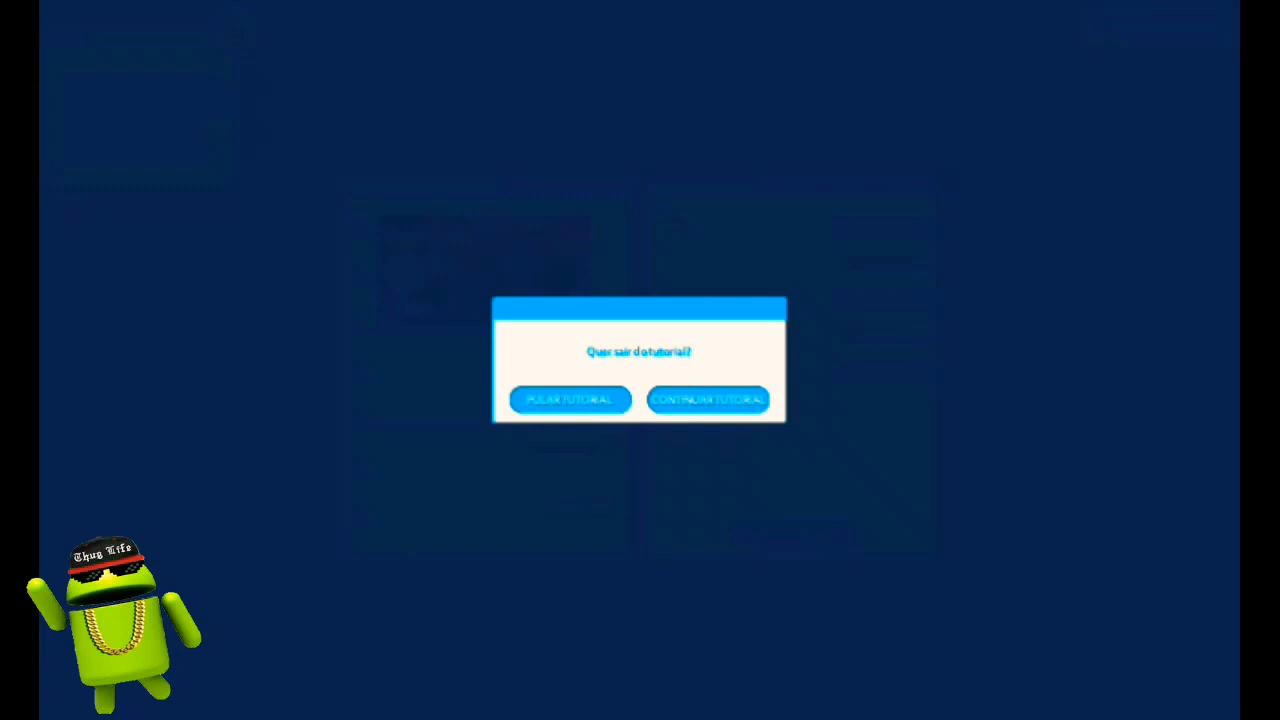 Quer sair do tutorial?
PULAR TUTORIAL
CONTINUAR TUTORIAL
Thug Life